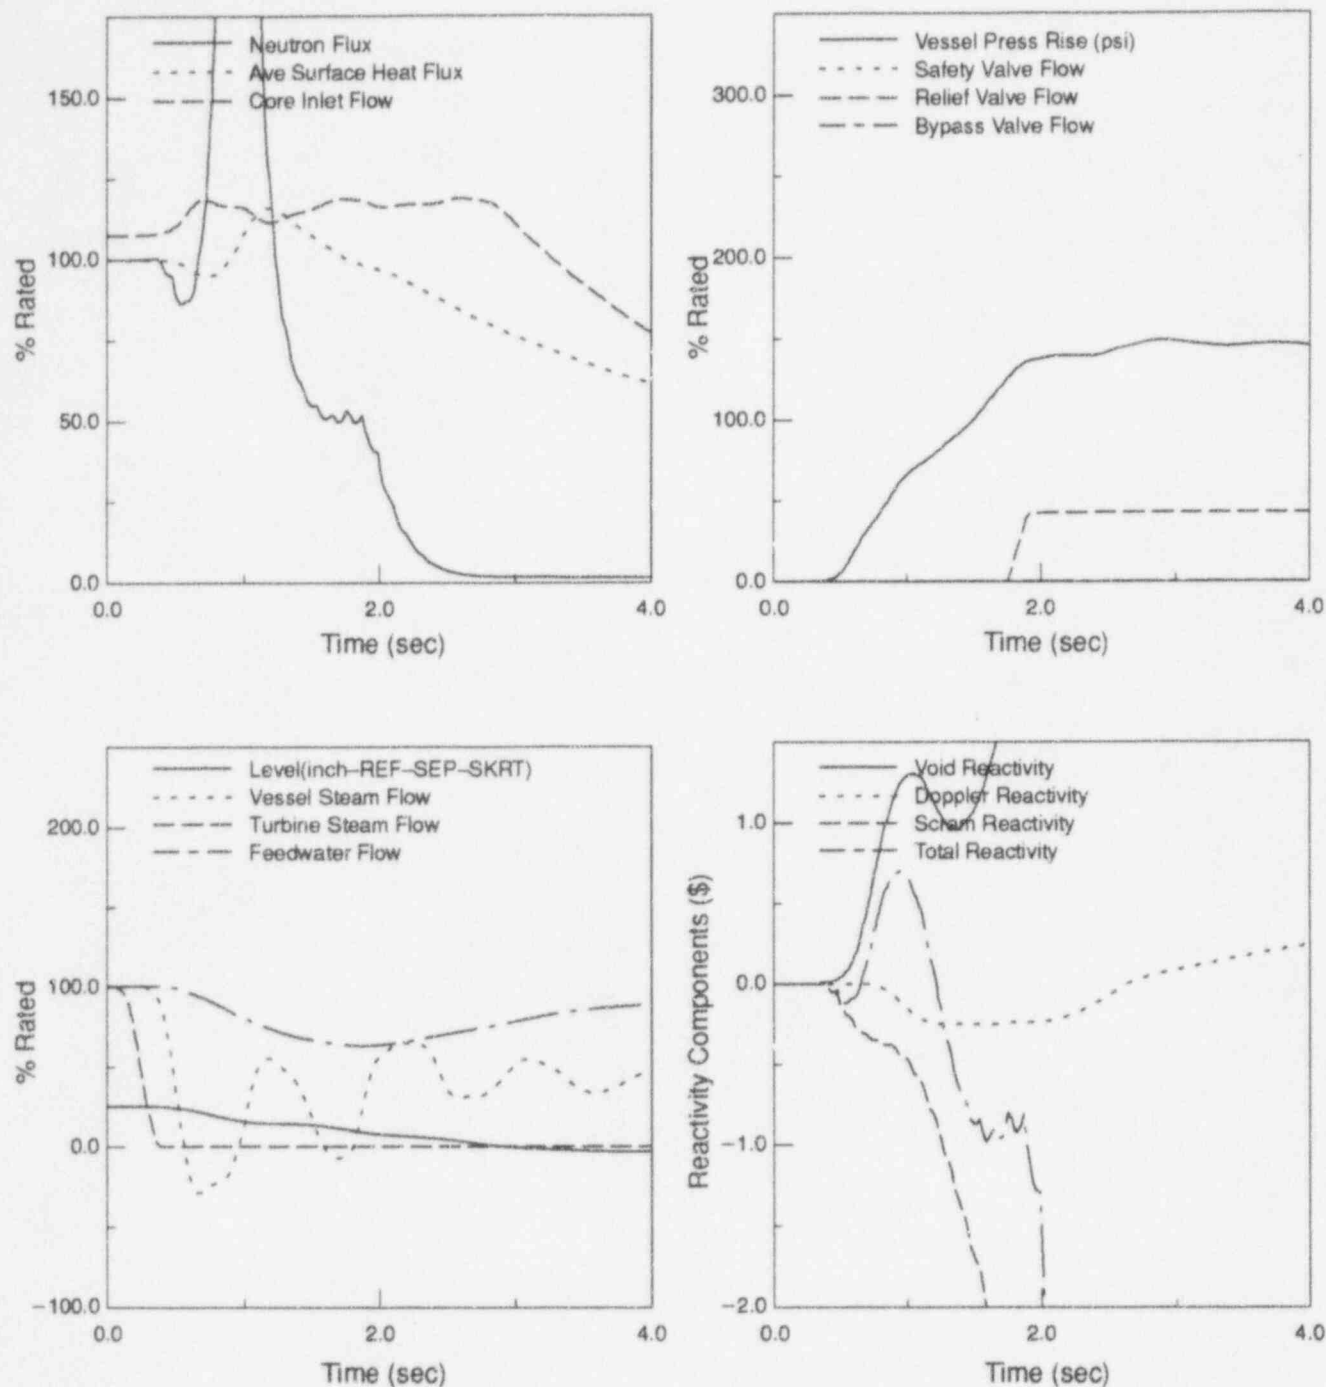 Neutron Flux
Ave Surface Heat Flux
Core Inlet Flow
150.0
100.0
50.0
0.0
% Rated
0.0
2.0
4.0
Time (sec)
Vessel Press Rise (psi)
Safety Valve Flow
Relief Valve Flow
Bypass Valve Flow
300.0
200.0
100.0
0.0
% Rated
0.0
2.0
4.0
Time (sec)
Level(inch-REF-SEP-SKRT)
Vessel Steam Flow
Turbine Steam Flow
Feedwater Flow
200.0
100.0
0.0
-100.0
% Rated
0.0
2.0
4.0
Time (sec)
Void Reactivity
Doppler Reactivity
Scram Reactivity
Total Reactivity
1.0
0.0
-1.0
-2.0
Reactivity Components ($)
0.0
2.0
4.0
Time (sec)